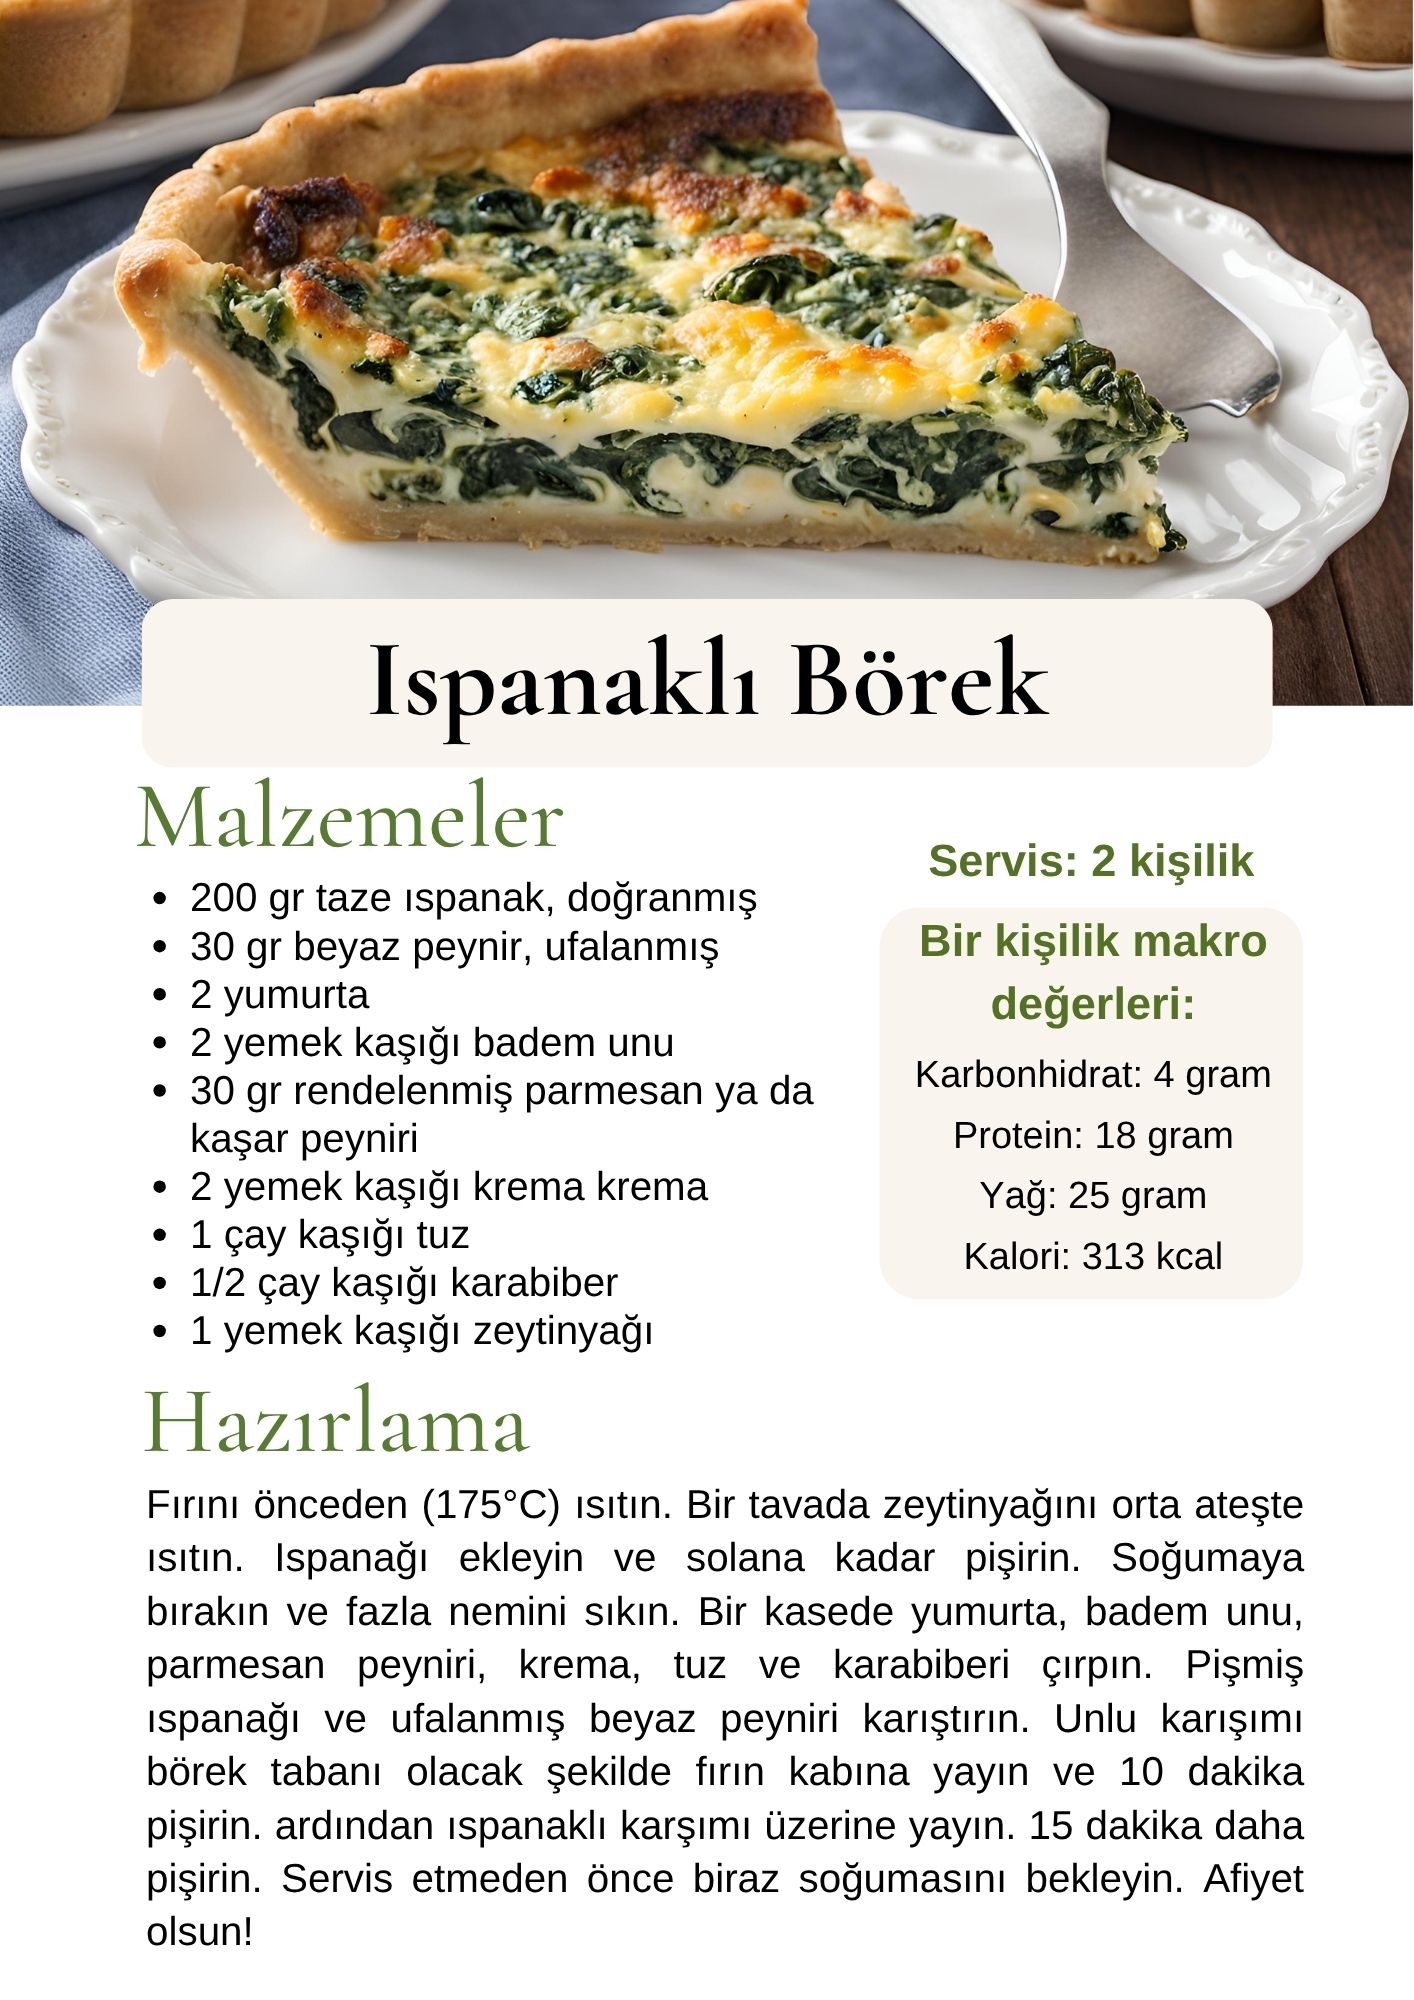 Ispanaklı Börek
Malzemeler
• 200 gr taze ıspanak, doğranmış
• 30 gr beyaz peynir, ufalanmış
• 2 yumurta
• 2 yemek kaşığı badem unu
• 30 gr rendelenmiş parmesan ya da
kaşar peyniri
• 2 yemek kaşığı krema krema
• 1 çay kaşığı tuz
• 1/2 çay kaşığı karabiber
• 1 yemek kaşığı zeytinyağı
Servis: 2 kişilik
Bir kişilik makro
değerleri:
Karbonhidrat: 4 gram
Protein: 18 gram
Yağ: 25 gram
Kalori: 313 kcal
Hazırlama
Fırını önceden (175°C) ısıtın. Bir tavada zeytinyağını orta ateşte
ısıtın. Ispanağı ekleyin ve solana kadar pişirin. Soğumaya
bırakın ve fazla nemini sıkın. Bir kasede yumurta, badem unu,
parmesan peyniri, krema, tuz ve karabiberi çırpın. Pişmiş
ıspanağı ve ufalanmış beyaz peyniri karıştırın. Unlu karışımı
börek tabanı olacak şekilde fırın kabına yayın ve 10 dakika
pişirin. ardından ıspanaklı karşımı üzerine yayın. 15 dakika daha
pişirin. Servis etmeden önce biraz soğumasını bekleyin. Afiyet
olsun!